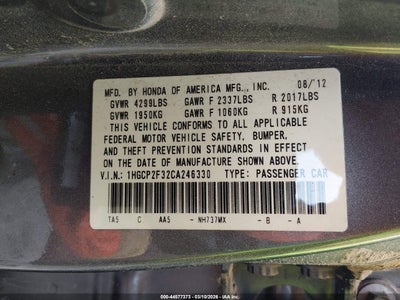 MFD. BY HONDA OF AMERICA MFG., INC. 06/'12
GVWR 4299LBS GAWR F 2337LBS R 2017LBS
GVWR 1950KG GAWR F 1060KG R 915KG
THIS VEHICLE CONFORMS TO ALL APPLICABLE
FEDERAL MOTOR VEHICLE SAFETY, BUMPER,
AND THEFT PREVENTION STANDARDS IN EFFECT
ON THE DATE OF MANUFACTURE SHOWN ABOVE.
V.I.N.: 1HGCP2F32CA246330 TYPE: PASSENGER CAR
TA5 C AA5 - NH737MX - B - A
000-44577373 - 03/10/2026 - IAA Inc.